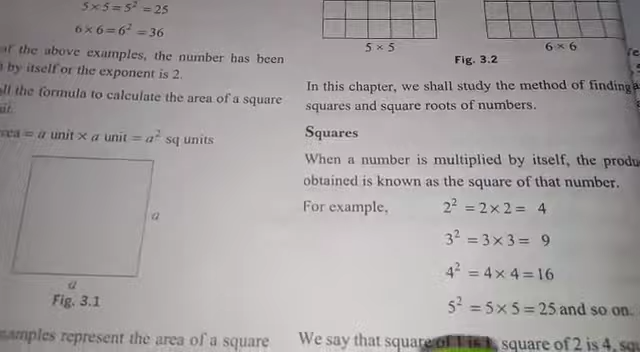 5 × 5 = 5² = 25
6 × 6 = 6² = 36
the above examples, the number has been
by itself or the exponent is 2.
the formula to calculate the area of a square
= a unit × a unit = a² sq units
a
a
Fig. 3.1
represent the area of a square
5 × 5
6 × 6
Fig. 3.2
In this chapter, we shall study the method of finding
squares and square roots of numbers.
Squares
When a number is multiplied by itself, the
obtained is known as the square of that number.
For example, 2² = 2 × 2 = 4
3² = 3 × 3 = 9
4² = 4 × 4 = 16
5² = 5 × 5 = 25 and so on.
We say that square of 1 is 1, square of 2 is 4,